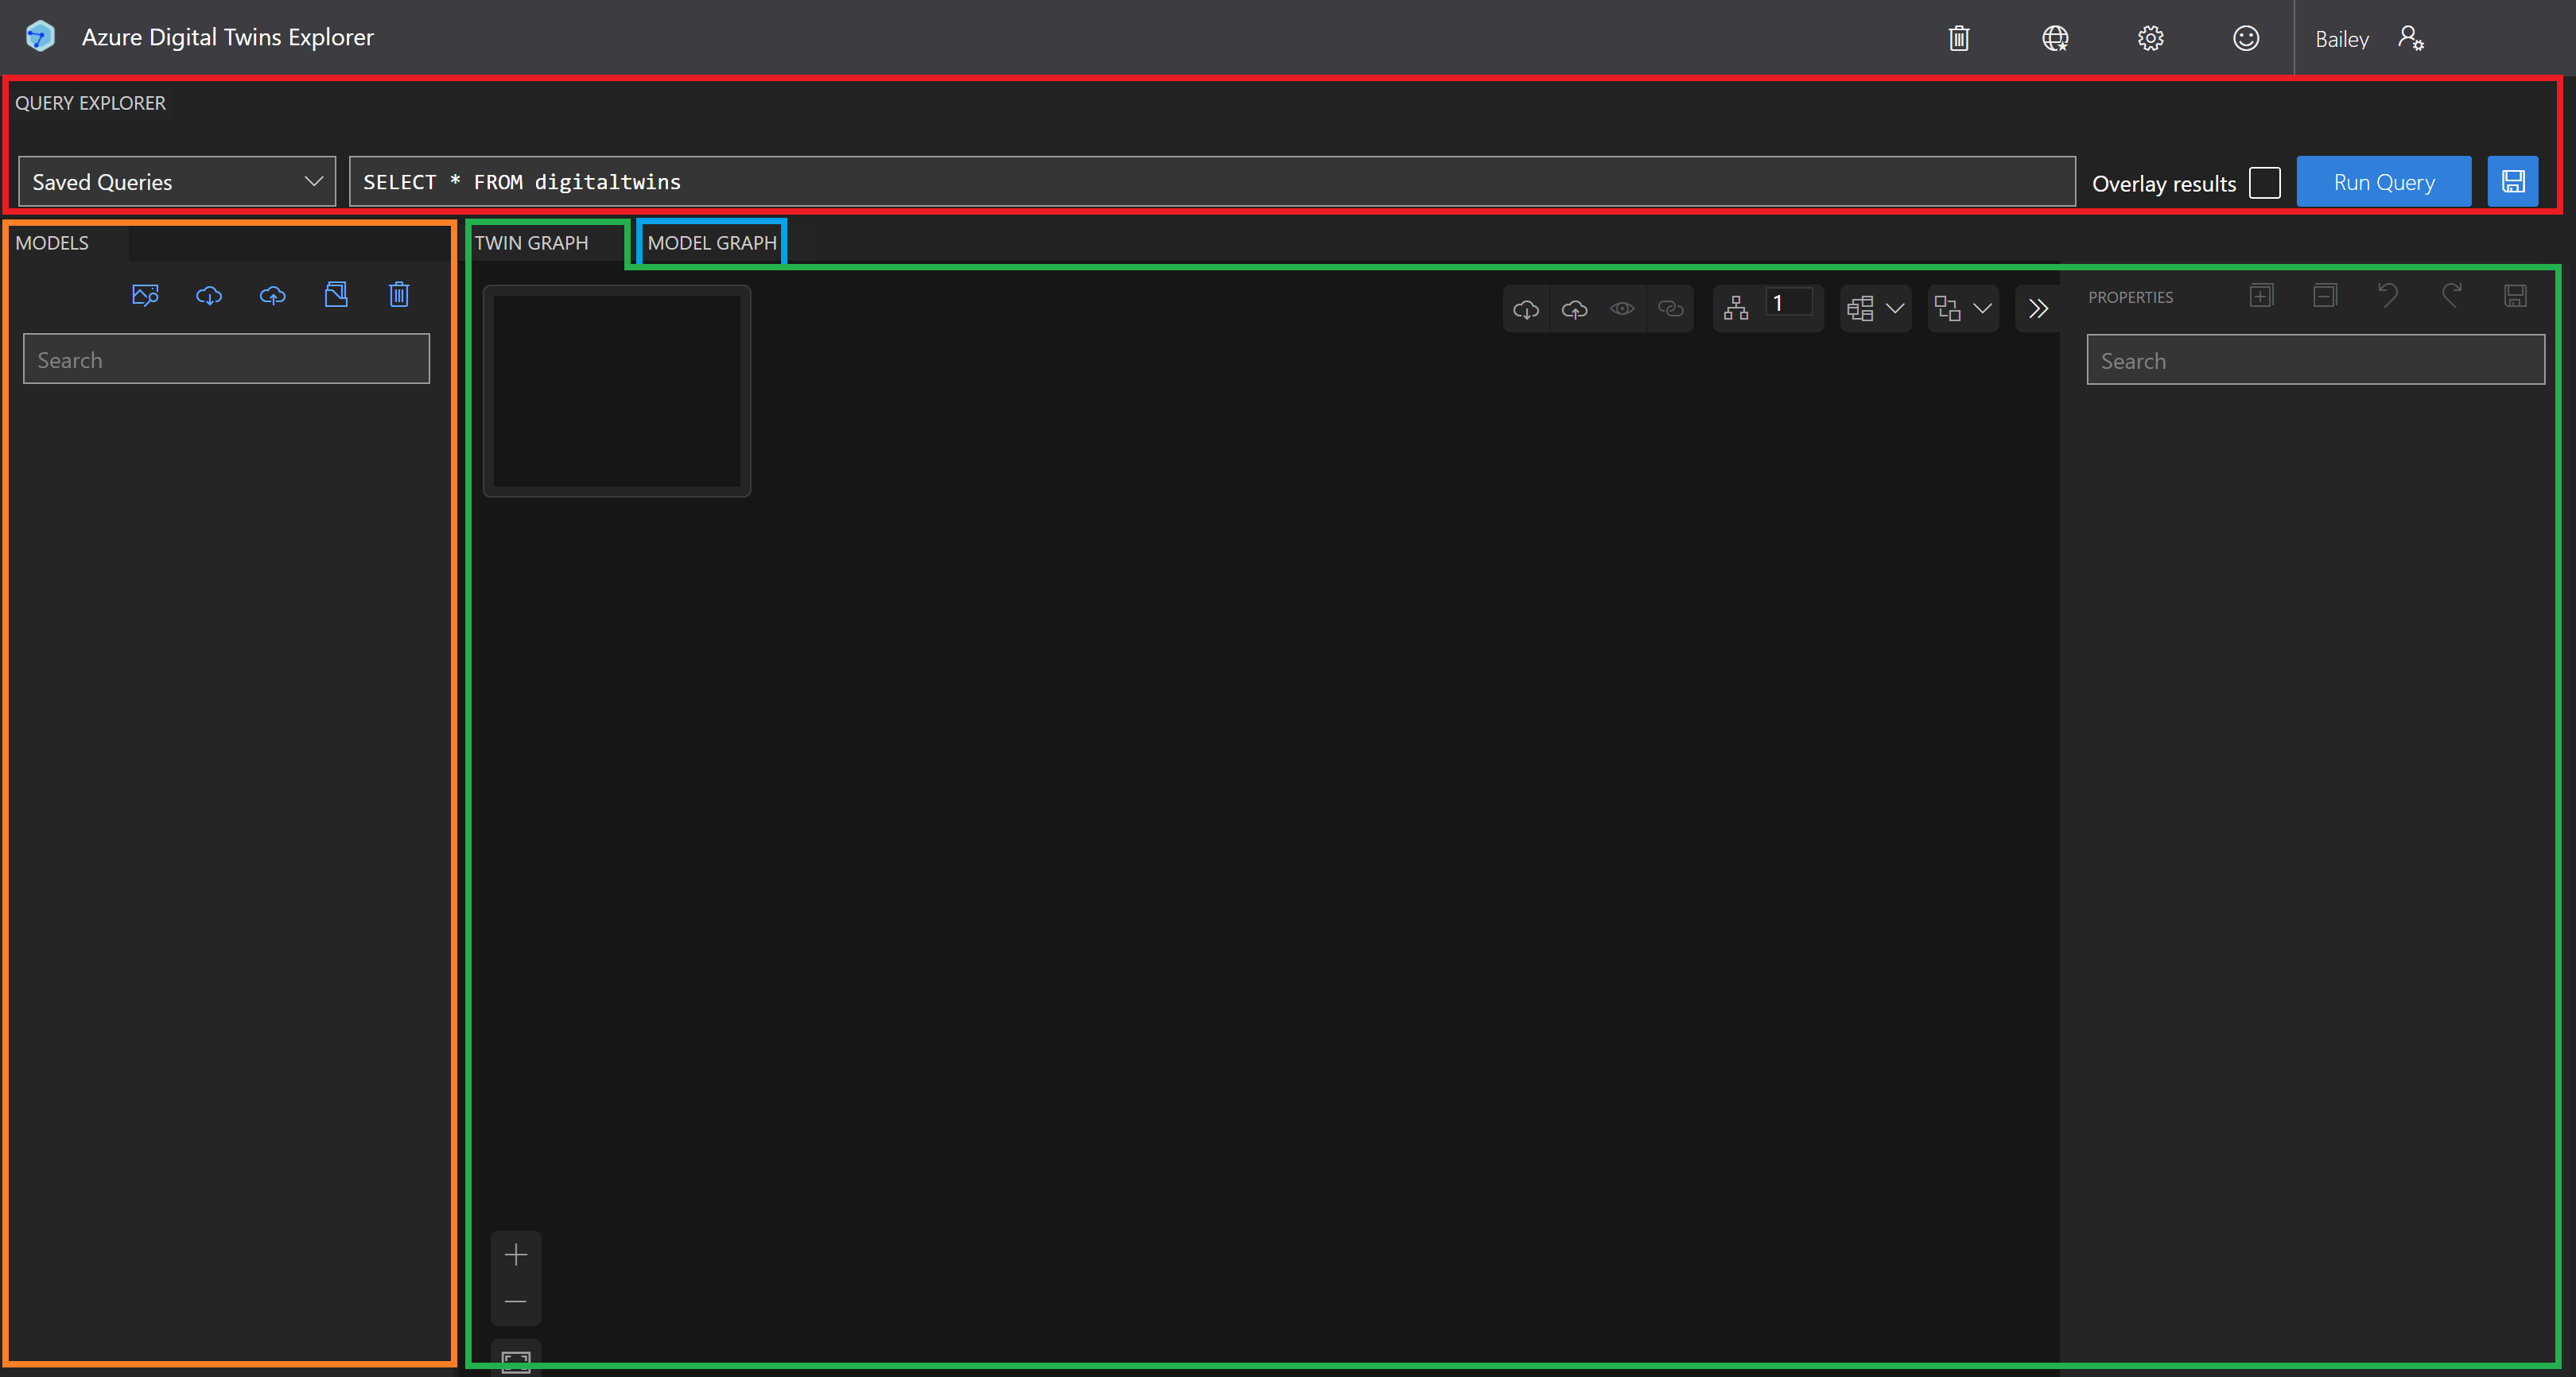 Azure Digital Twins Explorer
Bailey
QUERY EXPLORER
Saved Queries
SELECT * FROM digitaltwins
Overlay results
Run Query
MODELS
TWIN GRAPH
MODEL GRAPH
1
PROPERTIES
Search
Search